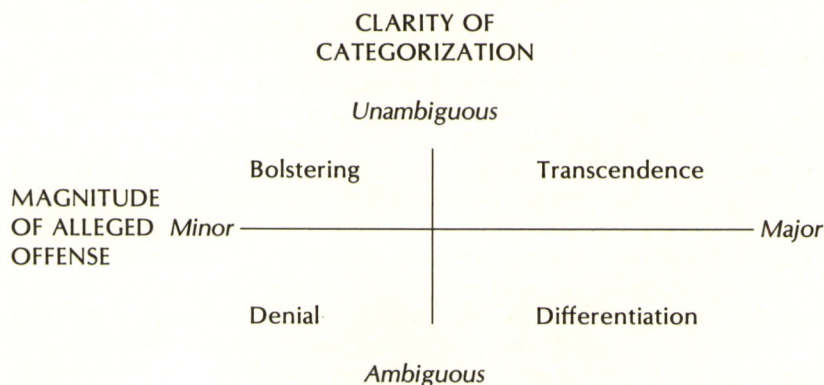 CLARITY OF
CATEGORIZATION
Unambiguous
Bolstering Transcendence
MAGNITUDE
OF ALLEGED Minor Major
OFFENSE
Denial Differentiation
Ambiguous